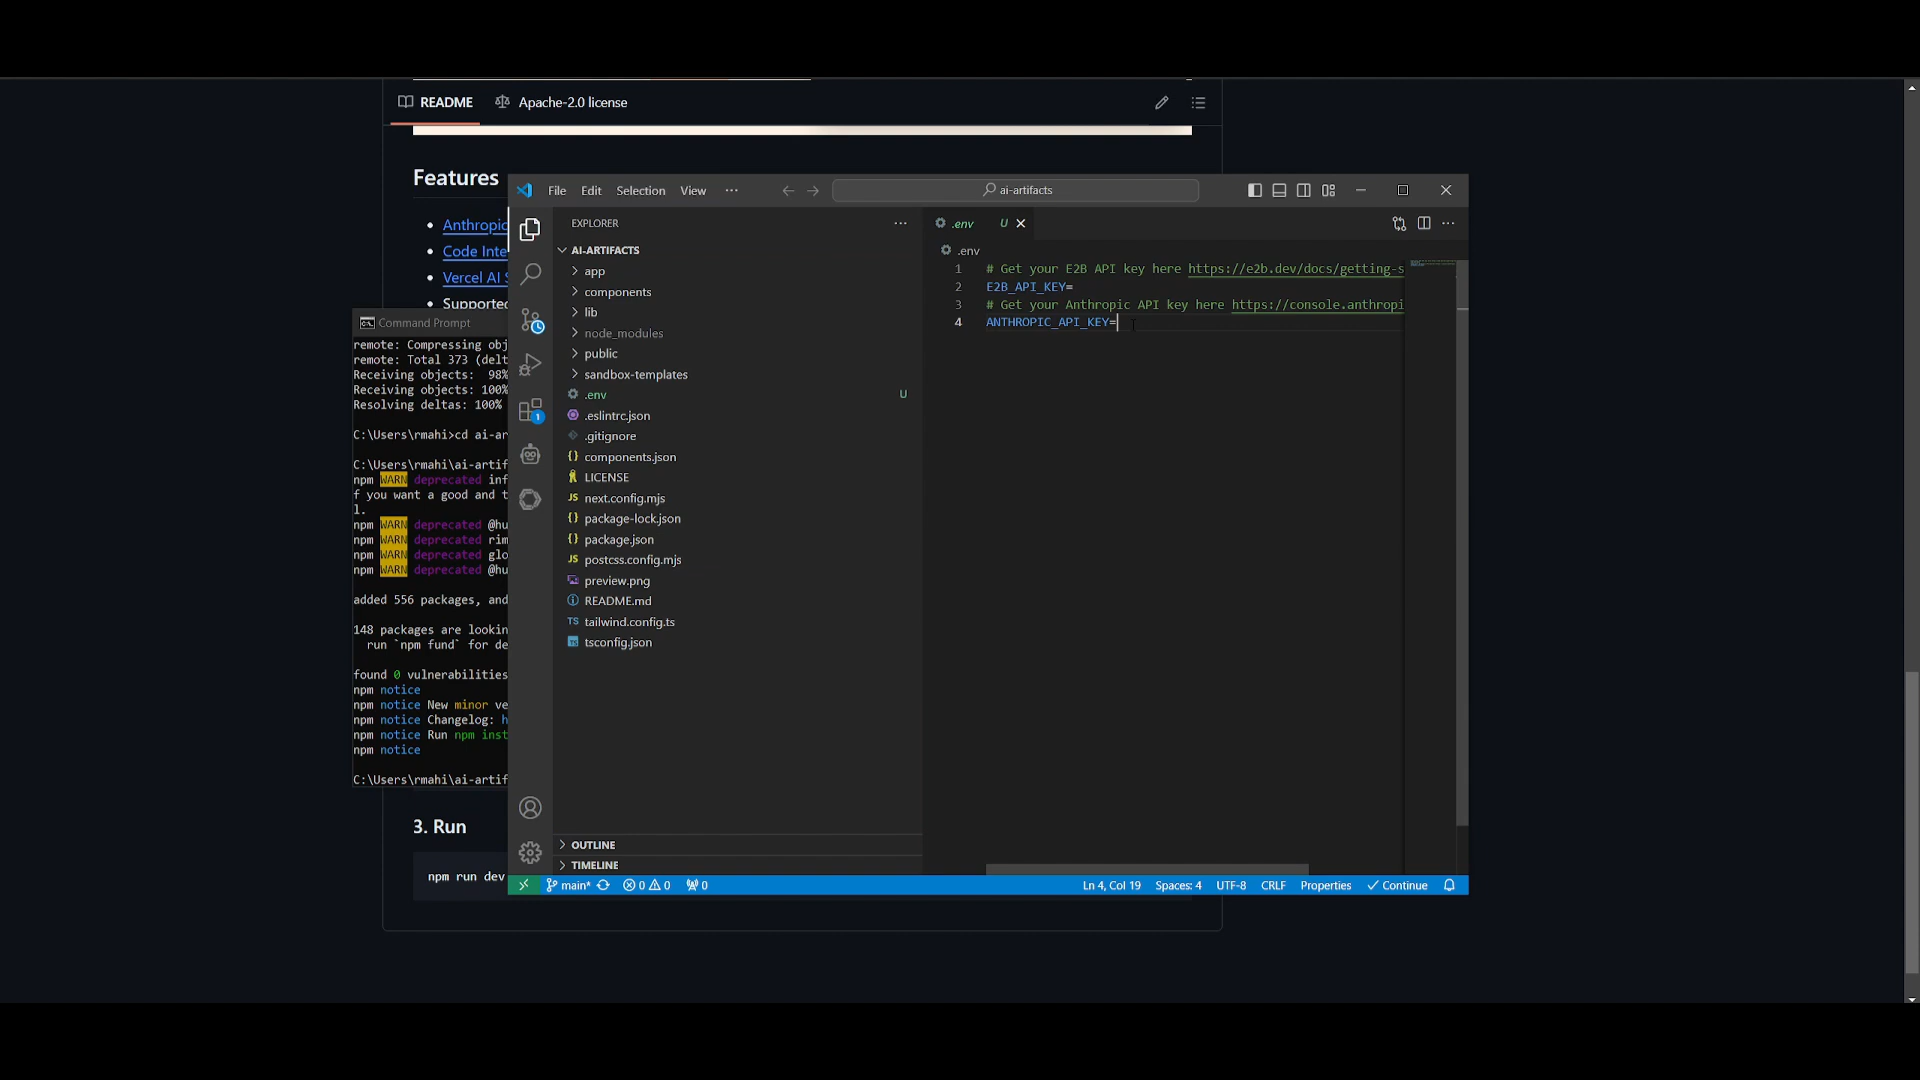 README
Apache-2.0 license
Features
Anthropic
Code Inte
Vercel AI
Supported
Command Prompt
remote: Compressing obj
remote: Total 373 (delt
Receiving objects:  98%
Receiving objects: 100%
Resolving deltas: 100%
C:\Users\rmahi>cd ai-ar
C:\Users\rmahi\ai-artif
npm WARN deprecated inf
f you want a good and t
l.
npm WARN deprecated @hu
npm WARN deprecated rim
npm WARN deprecated glo
npm WARN deprecated @hu
added 556 packages, and
148 packages are lookin
run `npm fund` for de
found 0 vulnerabilities
npm notice
npm notice New minor ve
npm notice Changelog: h
npm notice Run npm inst
npm notice
C:\Users\rmahi\ai-artif
3. Run
npm run dev
File Edit Selection View ···
ai-artifacts
EXPLORER
AI-ARTIFACTS
app
components
lib
node_modules
public
sandbox-templates
.env U
.eslintrc.json
.gitignore
{} components.json
LICENSE
JS next.config.mjs
{} package-lock.json
{} package.json
JS postcss.config.mjs
preview.png
README.md
TS tailwind.config.ts
tsconfig.json
OUTLINE
TIMELINE
1
.env U
.env
1 # Get your E2B API key here https://e2b.dev/docs/getting-s
2 E2B_API_KEY=
3 # Get your Anthropic API key here https://console.anthropi
4 ANTHROPIC_API_KEY=
main* 0 0 0 Ln 4, Col 19 Spaces: 4 UTF-8 CRLF Properties Continue